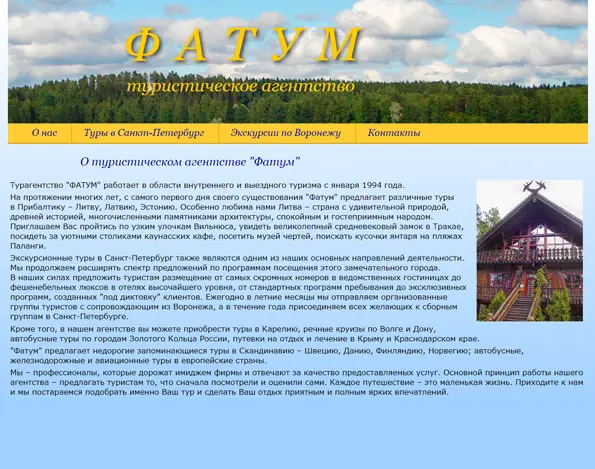 ФАТУМ
туристическое агентство
О нас
Туры в Санкт-Петербург
Экскурсии по Воронежу
Контакты
О туристическом агентстве "Фатум"
Турагентство "ФАТУМ" работает в области внутреннего и выездного туризма с января 1994 года.
На протяжении многих лет, с самого первого дня своего существования "Фатум" предлагает различные туры
в Прибалтику – Литву, Латвию, Эстонию. Особенно любима нами Литва – страна с удивительной природой,
древней историей, многочисленными памятниками архитектуры, спокойным и гостеприимным народом.
Приглашаем Вас пройтись по узким улочкам Вильнюса, увидеть великолепный средневековый замок в Тракае,
посидеть за уютными столиками каунасских кафе, посетить музей чертей, поискать кусочки янтаря на пляжах
Паланги.
Экскурсионные туры в Санкт-Петербург также являются одним из наших основных направлений деятельности.
Мы продолжаем расширять спектр предложений по программам посещения этого замечательного города.
В наших силах предложить туристам размещение от самых скромных номеров в ведомственных гостиницах до
фешенебельных люксов в отелях высочайшего уровня, от стандартных программ пребывания до эксклюзивных
программ, созданных "под диктовку" клиентов. Ежегодно в летние месяцы мы отправляем организованные
группы туристов с сопровождающим из Воронежа, а в течение года присоединяем всех желающих к сборным
группам в Санкт-Петербурге.
Кроме того, в нашем агентстве вы можете приобрести туры в Карелию, речные круизы по Волге и Дону,
автобусные туры по городам Золотого Кольца России, путевки на отдых и лечение в Крыму и Краснодарском крае.
"Фатум" предлагает недорогие запоминающиеся туры в Скандинавию – Швецию, Данию, Финляндию, Норвегию; автобусные,
железнодорожные и авиационные туры в европейские страны.
Мы – профессионалы, которые дорожат имиджем фирмы и отвечают за качество предоставляемых услуг. Основной принцип работы нашего
агентства – предлагать туристам то, что сначала посмотрели и оценили сами. Каждое путешествие – это маленькая жизнь. Приходите к нам
и мы постараемся подобрать именно Ваш тур и сделать Ваш отдых приятным и полным ярких впечатлений.